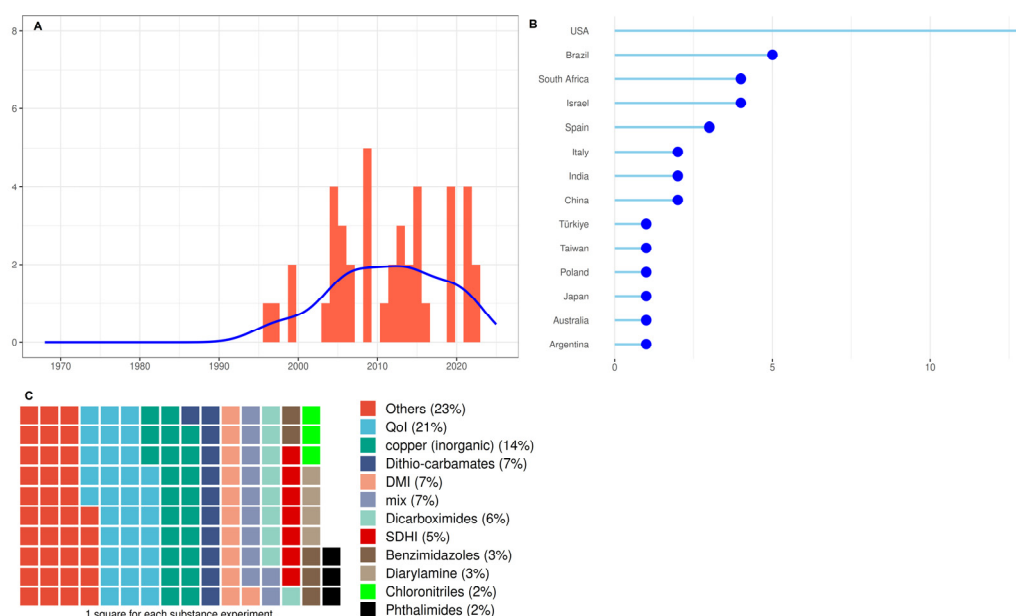 A
8
6
4
2
0
1970
1980
1990
2000
2010
2020
B
USA
Brazil
South Africa
Israel
Spain
Italy
India
China
Türkiye
Taiwan
Poland
Japan
Australia
Argentina
0
5
10
C
Others (23%)
QoI (21%)
copper (inorganic) (14%)
Dithio-carbamates (7%)
DMI (7%)
mix (7%)
Dicarboximides (6%)
SDHI (5%)
Benzimidazoles (3%)
Diarylamine (3%)
Chloronitriles (2%)
Phthalimides (2%)
1 square for each substance experiment